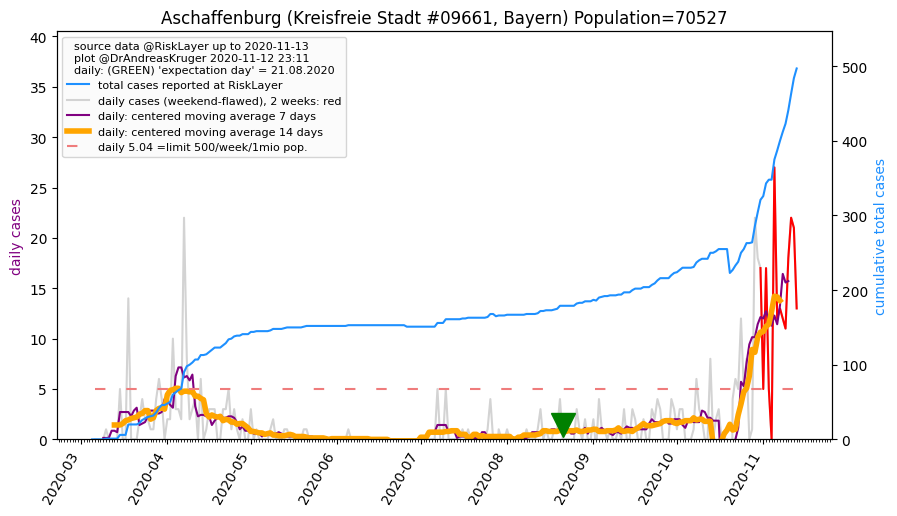 Aschaffenburg (Kreisfreie Stadt #09661, Bayern) Population=70527
source data @RiskLayer up to 2020-11-13
plot @DrAndreasKruger 2020-11-12 23:11
daily: (GREEN) 'expectation day' = 21.08.2020
total cases reported at RiskLayer
daily cases (weekend-flawed), 2 weeks: red
daily: centered moving average 7 days
daily: centered moving average 14 days
daily 5.04 =limit 500/week/1mio pop.
daily cases
40
35
30
25
20
15
10
5
0
cumulative total cases
500
400
300
200
100
0
2020-03
2020-04
2020-05
2020-06
2020-07
2020-08
2020-09
2020-10
2020-11